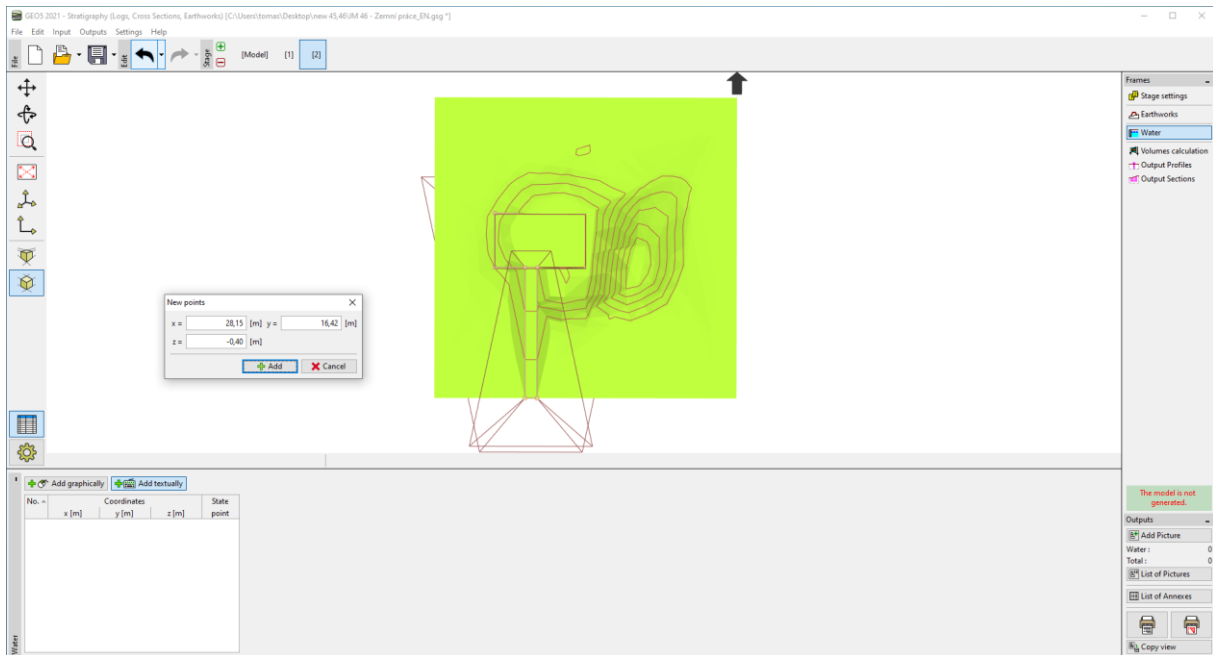 GEO5 2021 - Stratigraphy (Logs, Cross Sections, Earthworks) [C:\Users\tomas\Desktop\new 45,46\IM 46 - Zemní práce_EN.gsg *]
File Edit Input Outputs Settings Help
File
Edit
Stage
[Model] [1] [2]
Frames
Stage settings
Earthworks
Water
Volumes calculation
Output Profiles
Output Sections
New points
x = 28,15 [m] y = 16,42 [m]
z = -0,40 [m]
Add Cancel
Add graphically Add textually
No. Coordinates State
x [m] y [m] z [m] point
Water
The model is not
generated.
Outputs
Add Picture
Water : 0
Total : 0
List of Pictures
List of Annexes
Copy view